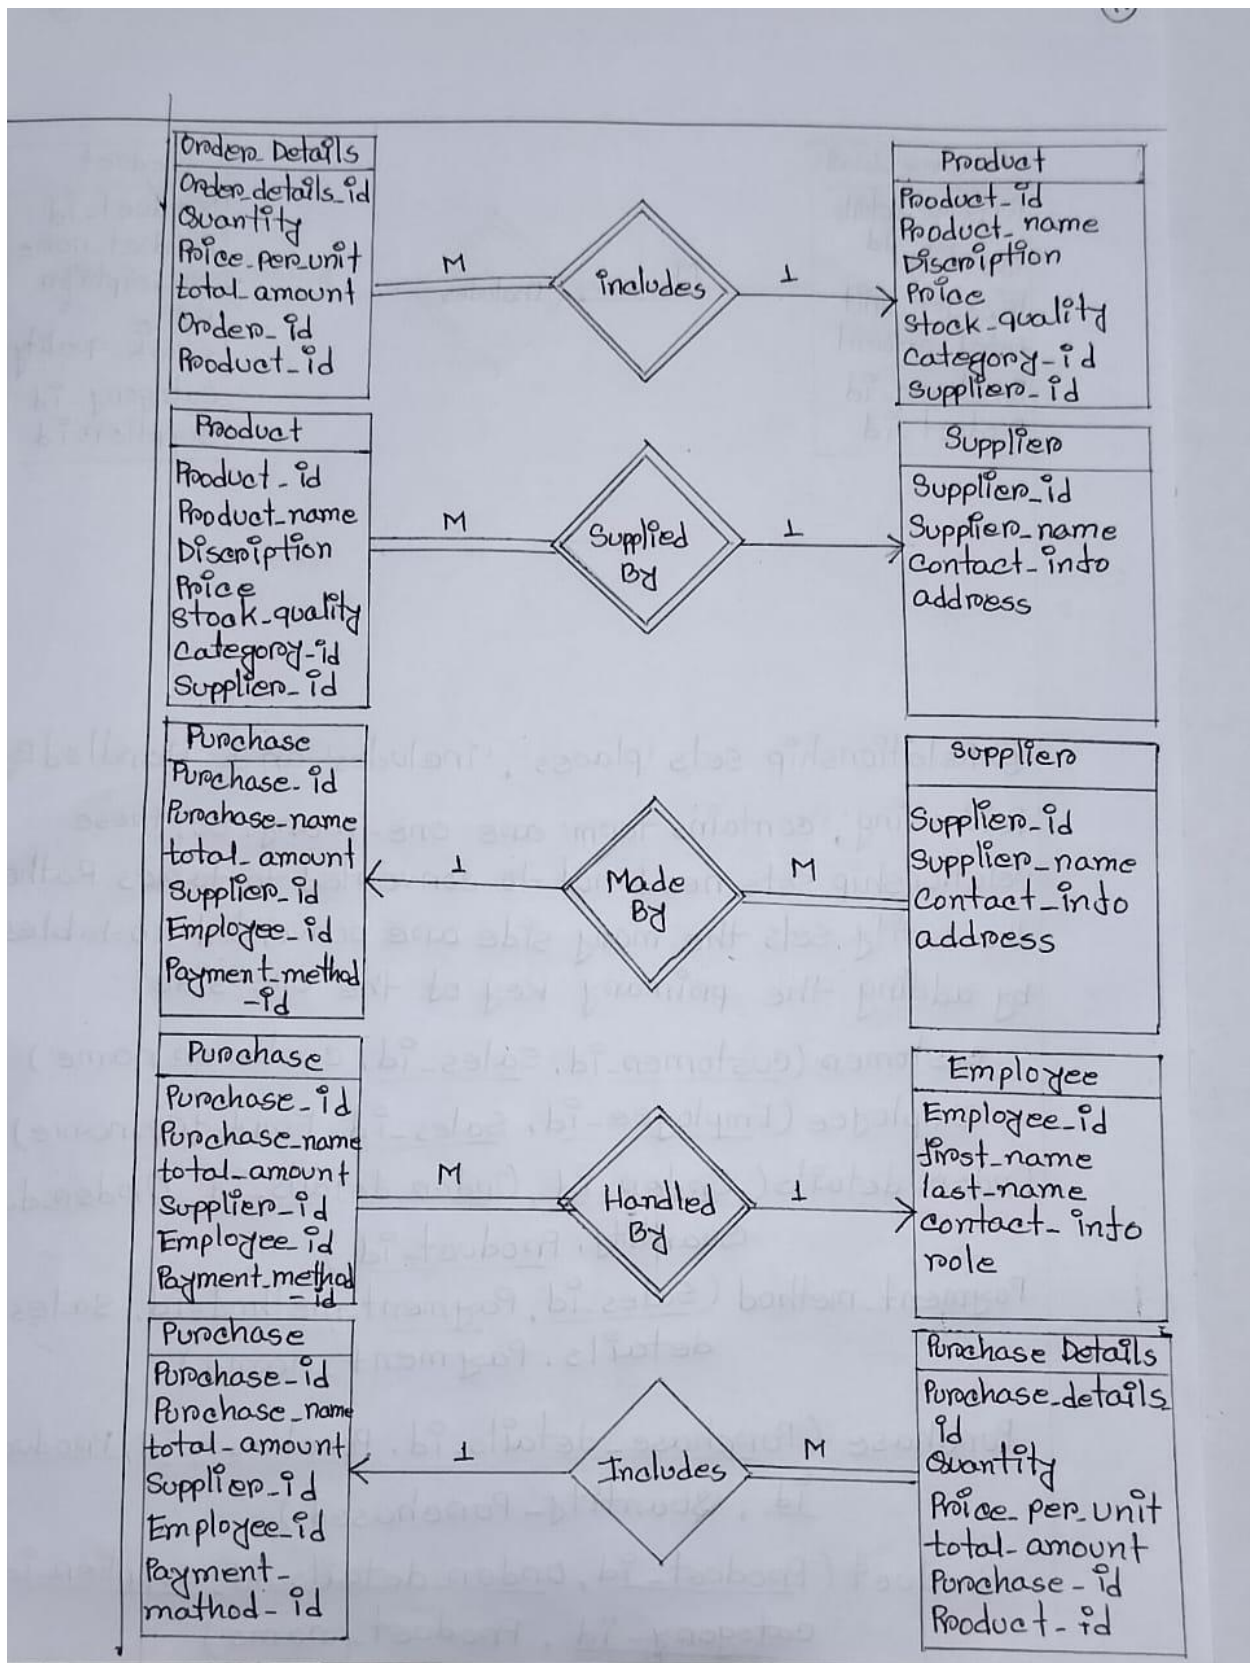 Order_Details
Order_details_id
Quantity
Price_per_unit
total_amount
Order_id
Product_id
M
includes
1
Product
Product_id
Product_name
Discription
Price
Stock_quality
Category_id
Supplier_id
Product
Product_id
Product_name
Discription
Price
Stock_quality
Category_id
Supplier_id
M
Supplied
By
1
Supplier
Supplier_id
Supplier_name
Contact_info
address
Purchase
Purchase_id
Purchase_name
total_amount
Supplier_id
Employee_id
Payment_method
_id
1
Made
By
M
Supplier
Supplier_id
Supplier_name
Contact_info
address
Purchase
Purchase_id
Purchase_name
total_amount
Supplier_id
Employee_id
Payment_method
_id
M
Handled
By
1
Employee
Employee_id
first_name
last_name
contact_info
role
Purchase
Purchase_id
Purchase_name
total_amount
Supplier_id
Employee_id
Payment_
mathod_id
1
Includes
M
Purchase Details
Purchase_details_
id
Quantity
Price_per_unit
total_amount
Purchase_id
Product_id